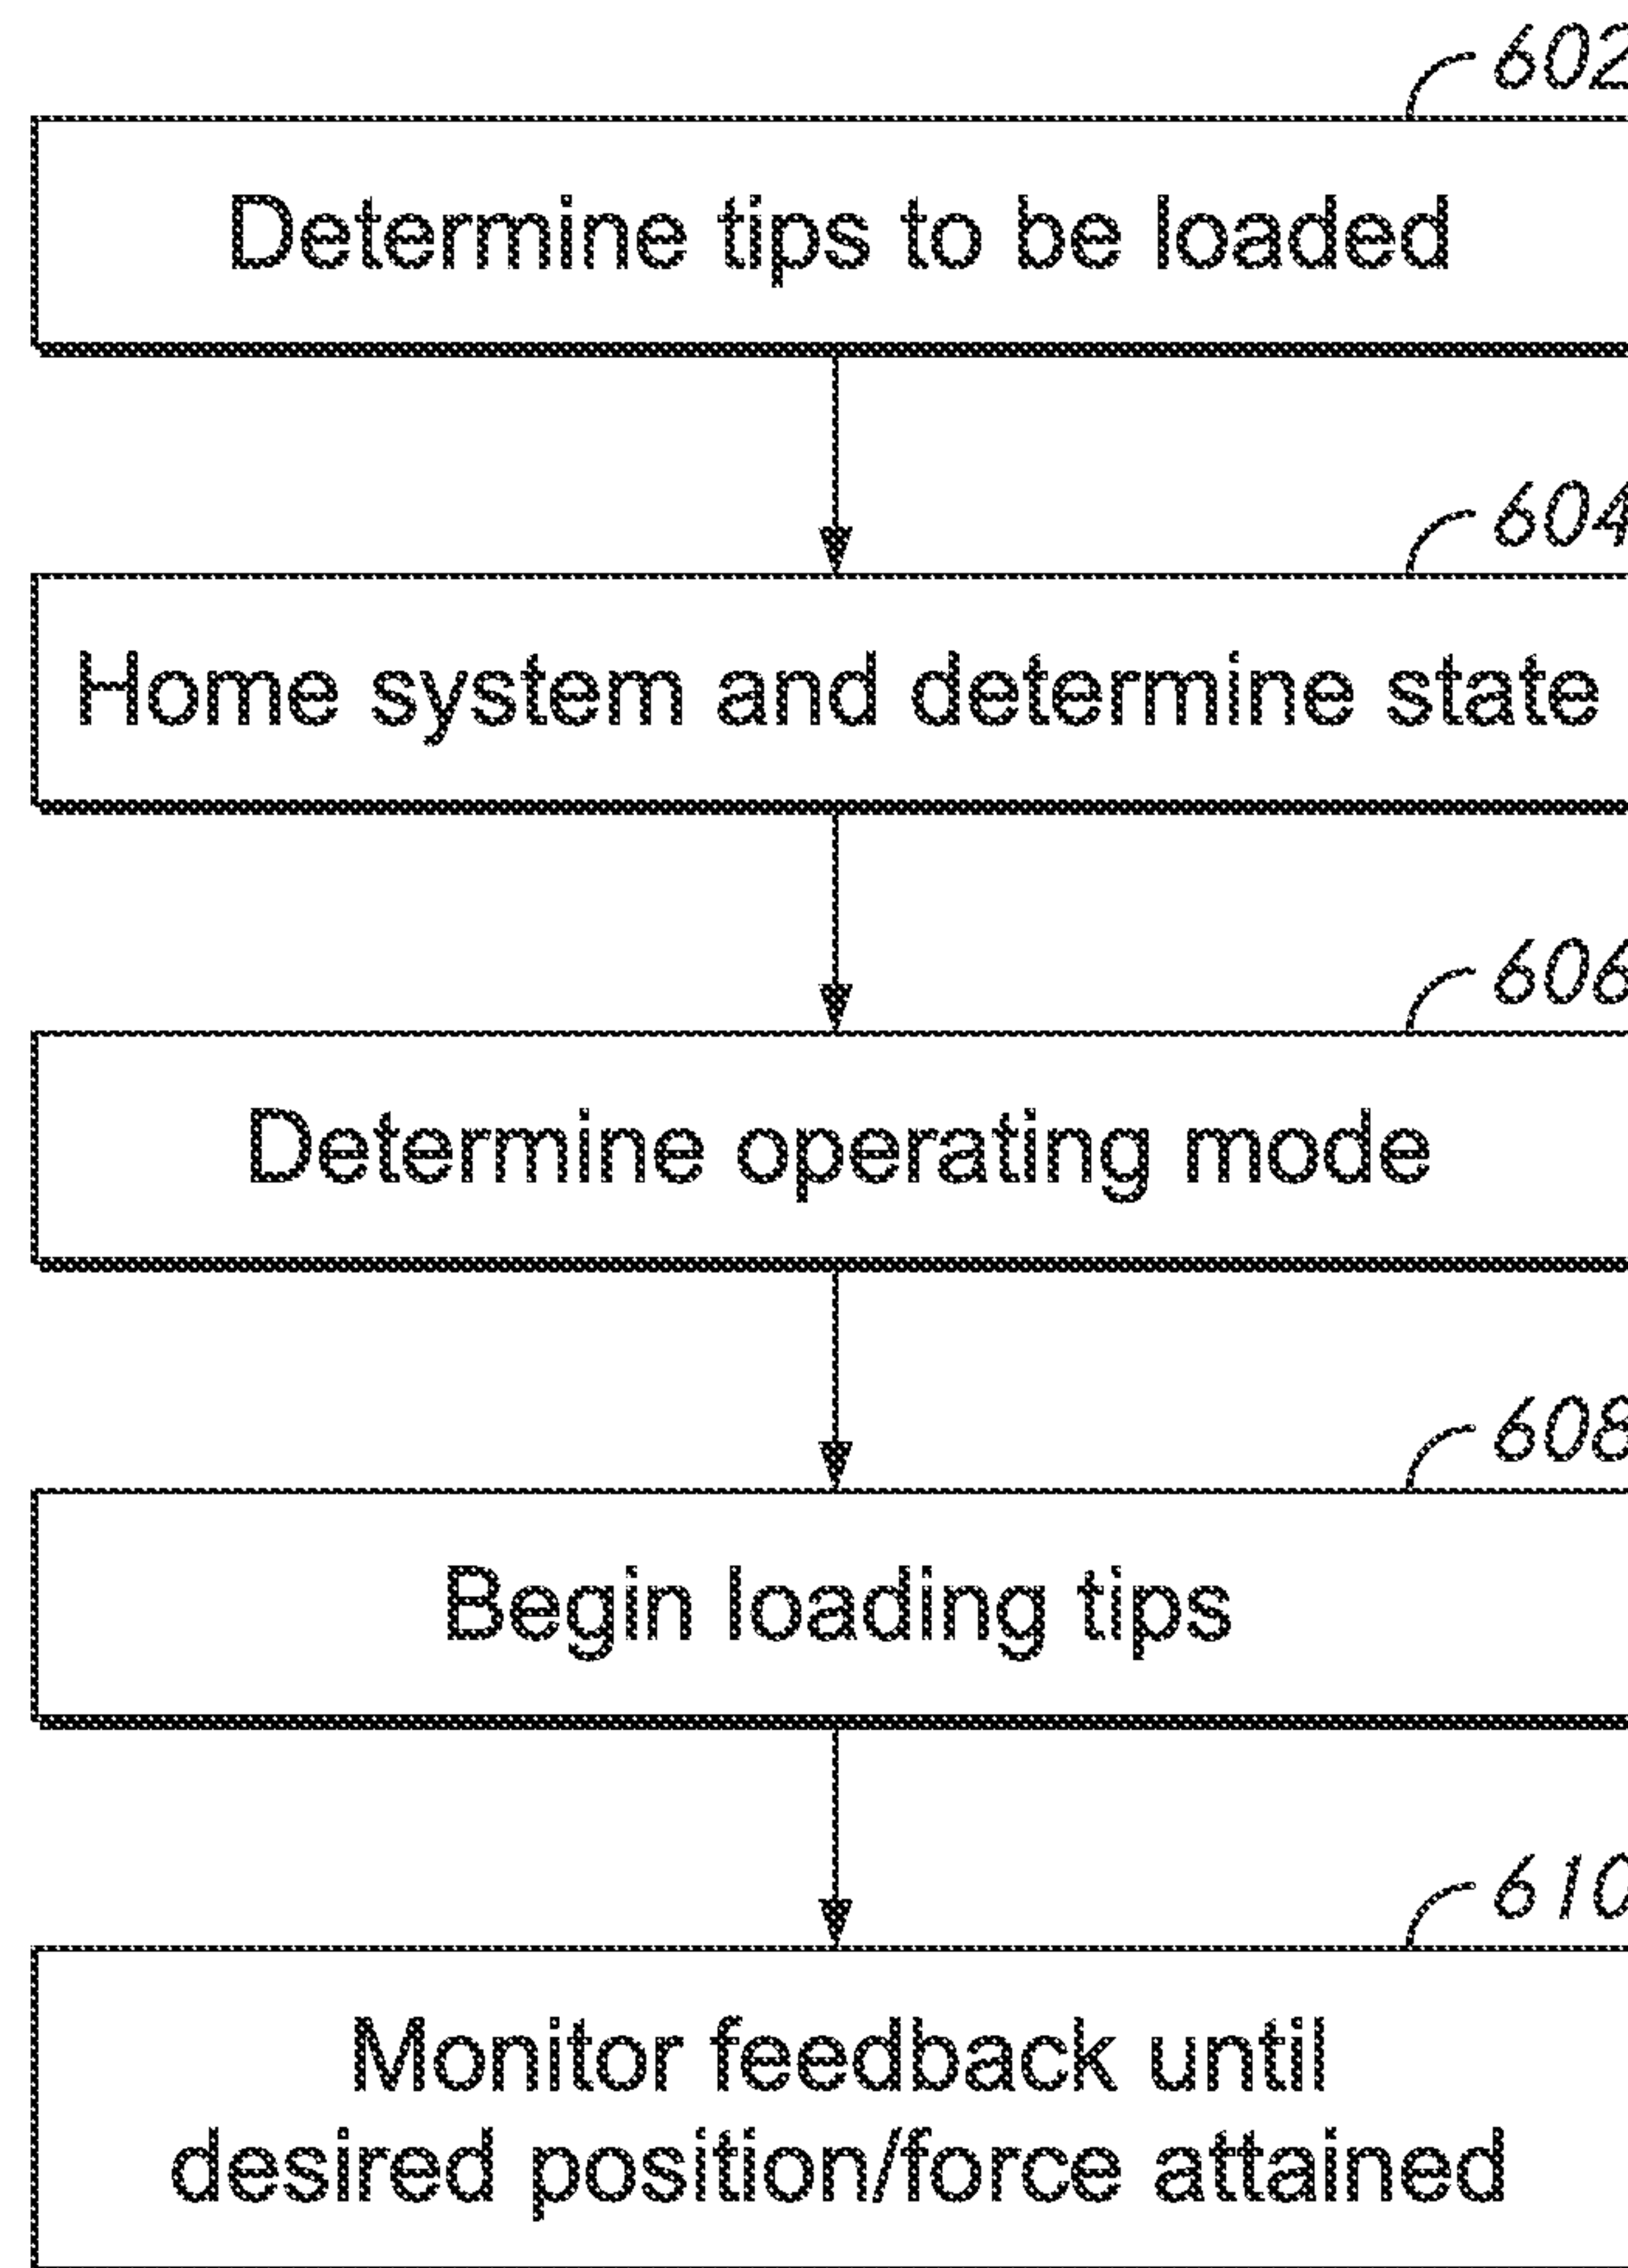 602
Determine tips to be loaded
604
Home system and determine state
606
Determine operating mode
608
Begin loading tips
610
Monitor feedback until
desired position/force attained